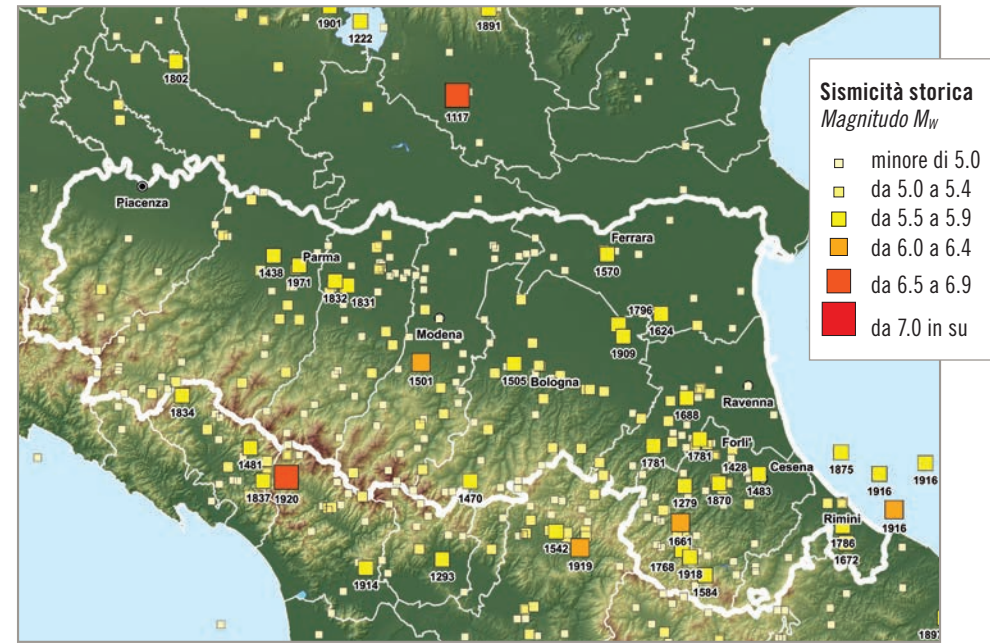 1901
1222
1891
1802
1117
Piacenza
Ferrara
1570
Parma
1438
1971
1832
1831
1796
1624
Modena
1909
1501
1505
Bologna
1834
Ravenna
1688
Forlì'
1781
1781
1428
Cesena
1483
1875
1916
1916
1481
1837
1920
1470
1279
1870
1916
Rimini
1786
1672
1542
1919
1661
1768
1918
1584
1914
1293
Sismicità storica
Magnitudo MW
minore di 5.0
da 5.0 a 5.4
da 5.5 a 5.9
da 6.0 a 6.4
da 6.5 a 6.9
da 7.0 in su